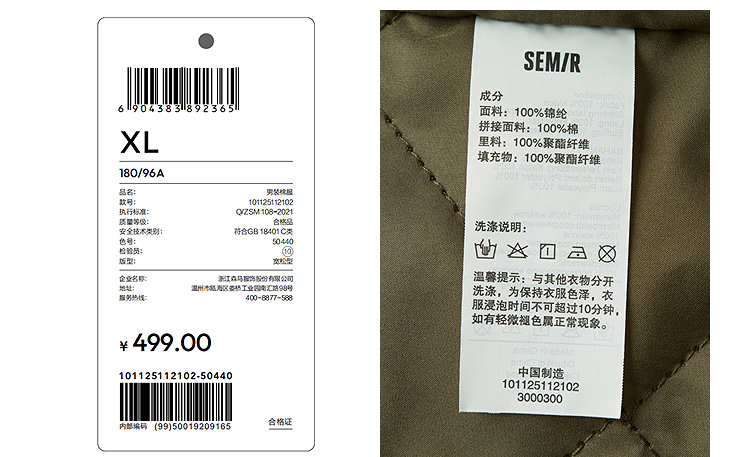 6 904383 892365
XL
180/96A
品名: 男装棉服
款号: 101125112102
执行标准: Q/ZSM 108-2021
质量等级: 合格品
安全技术类别: 符合GB 18401 C类
色号: 50440
检验员: 10
版型: 宽松型
企业名称: 浙江森马服饰股份有限公司
地址: 温州市瓯海区娄桥工业园南汇路98号
服务热线: 400-8877-588
¥ 499.00
101125112102-50440
内部编码 (99)50019209165
合格证
SEM/R
成分
面料：100%锦纶
拼接面料：100%棉
里料：100%聚酯纤维
填充物：100%聚酯纤维
洗涤说明：
温馨提示：与其他衣物分开
洗涤，为保持衣服色泽，衣
服浸泡时间不可超过10分钟，
如有轻微褪色属正常现象。
中国制造
101125112102
3000300